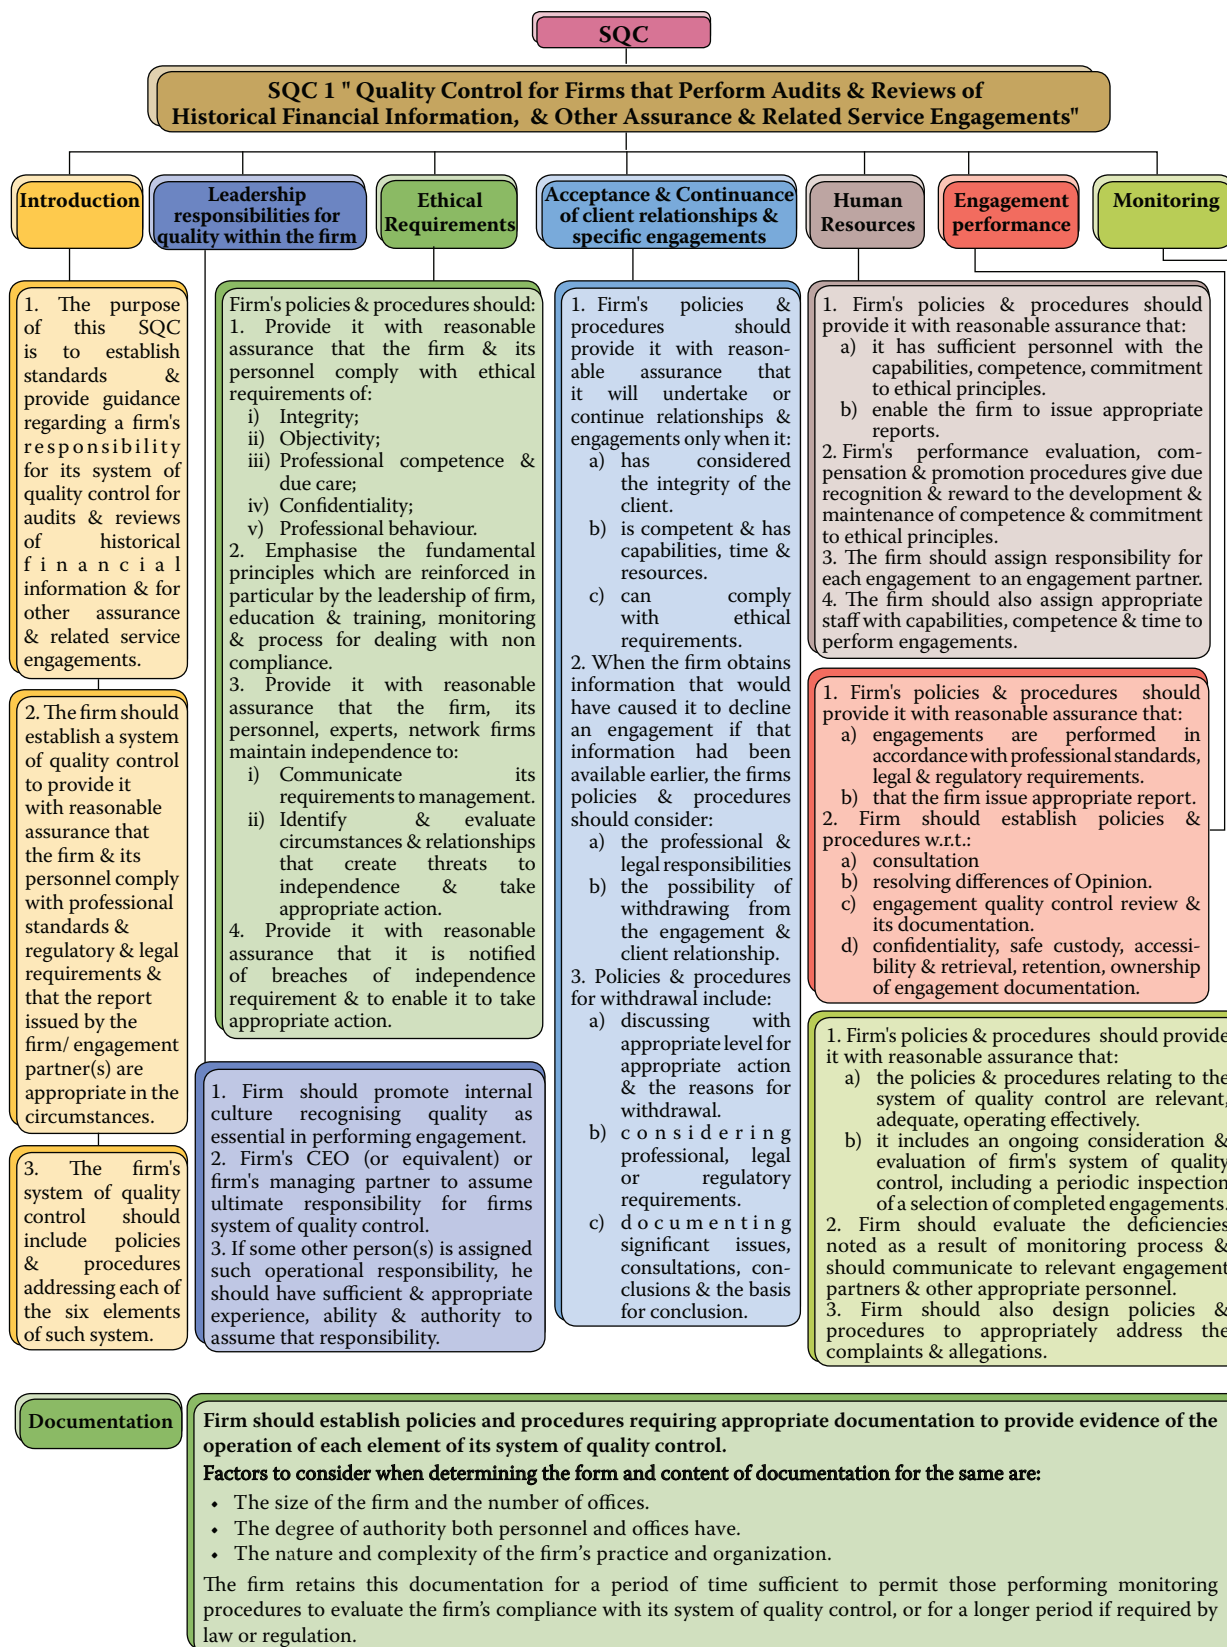 SQC
SQC 1 " Quality Control for Firms that Perform Audits & Reviews of
Historical Financial Information, & Other Assurance & Related Service Engagements"
Introduction
Leadership
responsibilities for
quality within the firm
Ethical
Requirements
Acceptance & Continuance
of client relationships &
specific engagements
Human
Resources
Engagement
performance
Monitoring
1. The purpose
of this SQC
is to establish
standards &
provide guidance
regarding a firm's
responsibility
for its system of
quality control for
audits & reviews
of historical
financial
information & for
other assurance
& related service
engagements.
2. The firm should
establish a system
of quality control
to provide it
with reasonable
assurance that
the firm & its
personnel comply
with professional
standards &
regulatory & legal
requirements &
that the report
issued by the
firm/ engagement
partner(s) are
appropriate in the
circumstances.
3. The firm's
system of quality
control should
include policies
& procedures
addressing each of
the six elements
of such system.
Firm's policies & procedures should:
1. Provide it with reasonable
assurance that the firm & its
personnel comply with ethical
requirements of:
i) Integrity;
ii) Objectivity;
iii) Professional competence &
due care;
iv) Confidentiality;
v) Professional behaviour.
2. Emphasise the fundamental
principles which are reinforced in
particular by the leadership of firm,
education & training, monitoring
& process for dealing with non
compliance.
3. Provide it with reasonable
assurance that the firm, its
personnel, experts, network firms
maintain independence to:
i) Communicate its
requirements to management.
ii) Identify & evaluate
circumstances & relationships
that create threats to
independence & take
appropriate action.
4. Provide it with reasonable
assurance that it is notified
of breaches of independence
requirement & to enable it to take
appropriate action.
1. Firm should promote internal
culture recognising quality as
essential in performing engagement.
2. Firm's CEO (or equivalent) or
firm's managing partner to assume
ultimate responsibility for firms
system of quality control.
3. If some other person(s) is assigned
such operational responsibility, he
should have sufficient & appropriate
experience, ability & authority to
assume that responsibility.
1. Firm's policies &
procedures should
provide it with reason-
able assurance that
it will undertake or
continue relationships &
engagements only when it:
a) has considered
the integrity of the
client.
b) is competent & has
capabilities, time &
resources.
c) can comply
with ethical
requirements.
2. When the firm obtains
information that would
have caused it to decline
an engagement if that
information had been
available earlier, the firms
policies & procedures
should consider:
a) the professional &
legal responsibilities
b) the possibility of
withdrawing from
the engagement &
client relationship.
3. Policies & procedures
for withdrawal include:
a) discussing with
appropriate level for
appropriate action
& the reasons for
withdrawal.
b) considering
professional, legal
or regulatory
requirements.
c) documenting
significant issues,
consultations, con-
clusions & the basis
for conclusion.
1. Firm's policies & procedures should
provide it with reasonable assurance that:
a) it has sufficient personnel with the
capabilities, competence, commitment
to ethical principles.
b) enable the firm to issue appropriate
reports.
2. Firm's performance evaluation, com-
pensation & promotion procedures give due
recognition & reward to the development &
maintenance of competence & commitment
to ethical principles.
3. The firm should assign responsibility for
each engagement to an engagement partner.
4. The firm should also assign appropriate
staff with capabilities, competence & time to
perform engagements.
1. Firm's policies & procedures should
provide it with reasonable assurance that:
a) engagements are performed in
accordance with professional standards,
legal & regulatory requirements.
b) that the firm issue appropriate report.
2. Firm should establish policies &
procedures w.r.t.:
a) consultation
b) resolving differences of Opinion.
c) engagement quality control review &
its documentation.
d) confidentiality, safe custody, accessi-
bility & retrieval, retention, ownership
of engagement documentation.
1. Firm's policies & procedures should provide
it with reasonable assurance that:
a) the policies & procedures relating to the
system of quality control are relevant,
adequate, operating effectively.
b) it includes an ongoing consideration &
evaluation of firm's system of quality
control, including a periodic inspection
of a selection of completed engagements.
2. Firm should evaluate the deficiencies
noted as a result of monitoring process &
should communicate to relevant engagement
partners & other appropriate personnel.
3. Firm should also design policies &
procedures to appropriately address the
complaints & allegations.
Documentation
Firm should establish policies and procedures requiring appropriate documentation to provide evidence of the
operation of each element of its system of quality control.
Factors to consider when determining the form and content of documentation for the same are:
• The size of the firm and the number of offices.
• The degree of authority both personnel and offices have.
• The nature and complexity of the firm's practice and organization.
The firm retains this documentation for a period of time sufficient to permit those performing monitoring
procedures to evaluate the firm's compliance with its system of quality control, or for a longer period if required by
law or regulation.